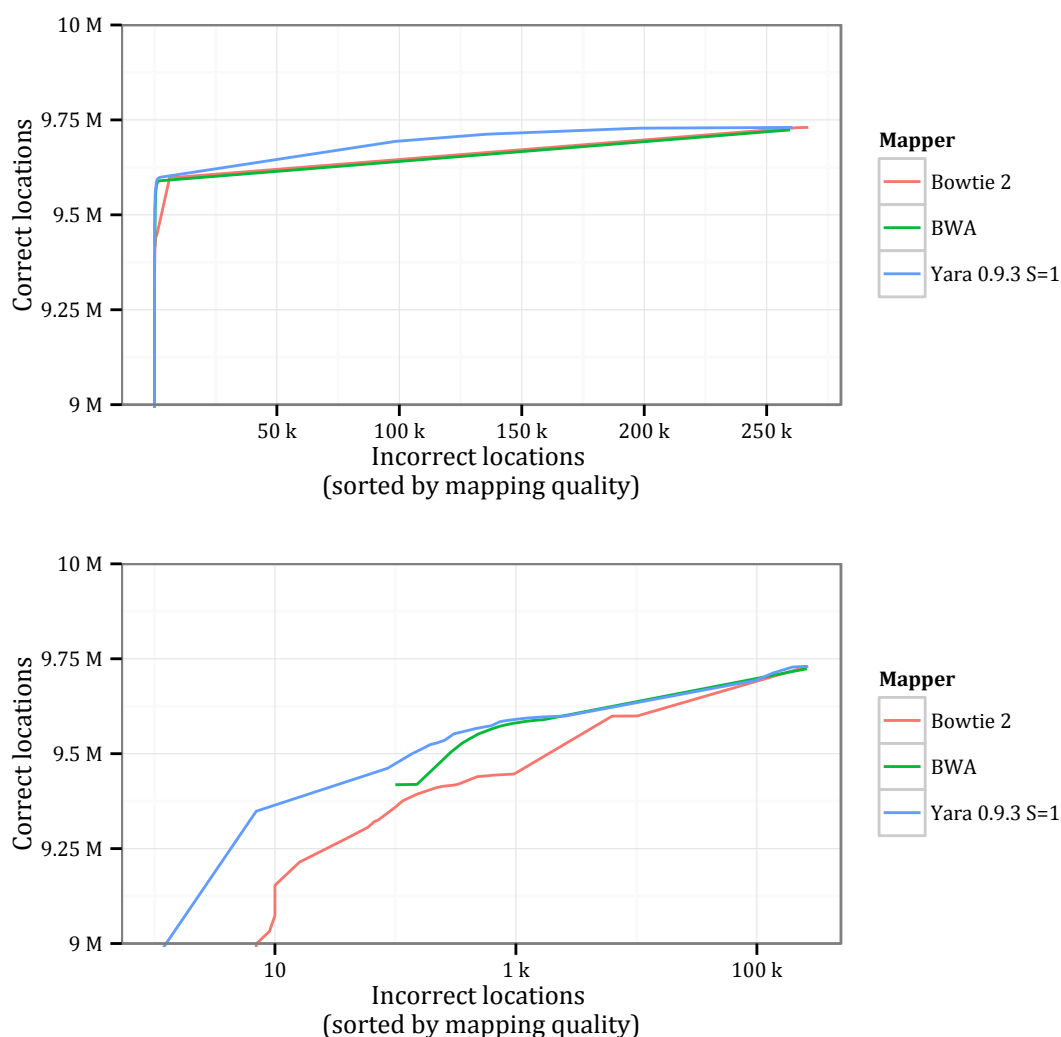 10 M
9.75 M
9.5 M
9.25 M
9 M
Correct locations
50 k
100 k
150 k
200 k
250 k
Incorrect locations
(sorted by mapping quality)
Mapper
Bowtie 2
BWA
Yara 0.9.3 S=1
10 M
9.75 M
9.5 M
9.25 M
9 M
Correct locations
10
1 k
100 k
Incorrect locations
(sorted by mapping quality)
Mapper
Bowtie 2
BWA
Yara 0.9.3 S=1